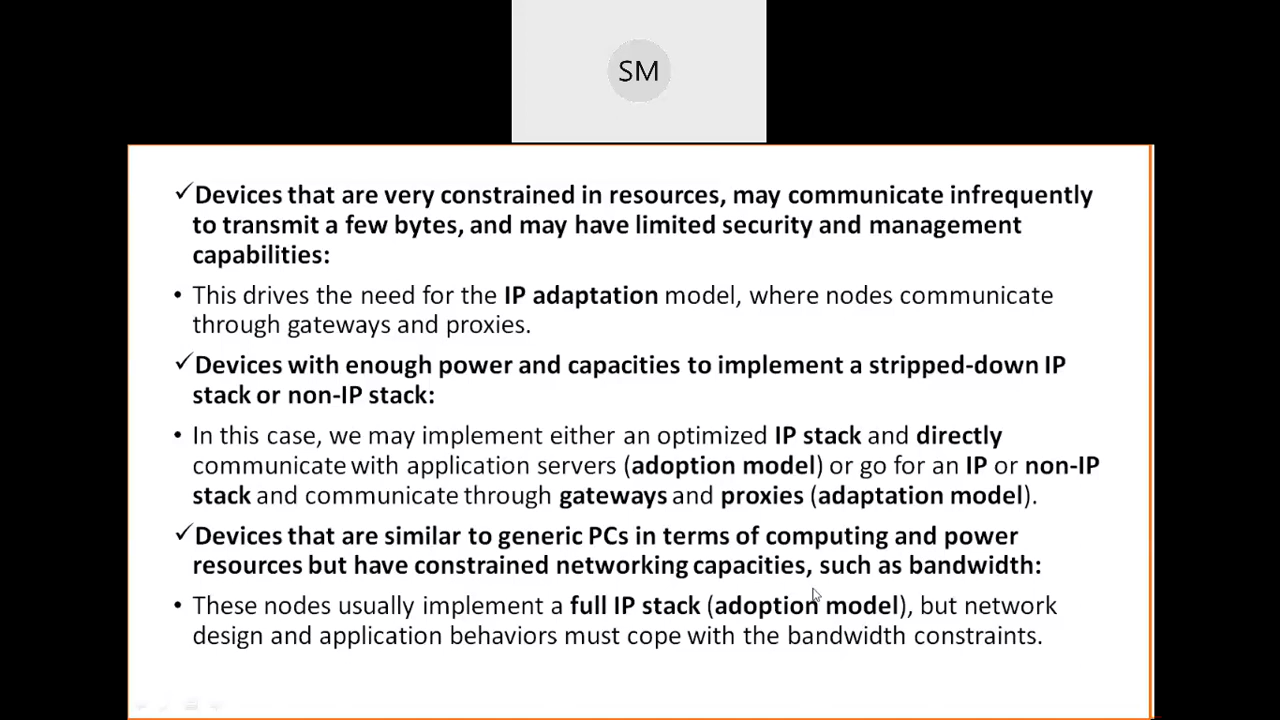 SM
✓Devices that are very constrained in resources, may communicate infrequently
to transmit a few bytes, and may have limited security and management
capabilities:
• This drives the need for the IP adaptation model, where nodes communicate
through gateways and proxies.
✓Devices with enough power and capacities to implement a stripped-down IP
stack or non-IP stack:
• In this case, we may implement either an optimized IP stack and directly
communicate with application servers (adoption model) or go for an IP or non-IP
stack and communicate through gateways and proxies (adaptation model).
✓Devices that are similar to generic PCs in terms of computing and power
resources but have constrained networking capacities, such as bandwidth:
• These nodes usually implement a full IP stack (adoption model), but network
design and application behaviors must cope with the bandwidth constraints.